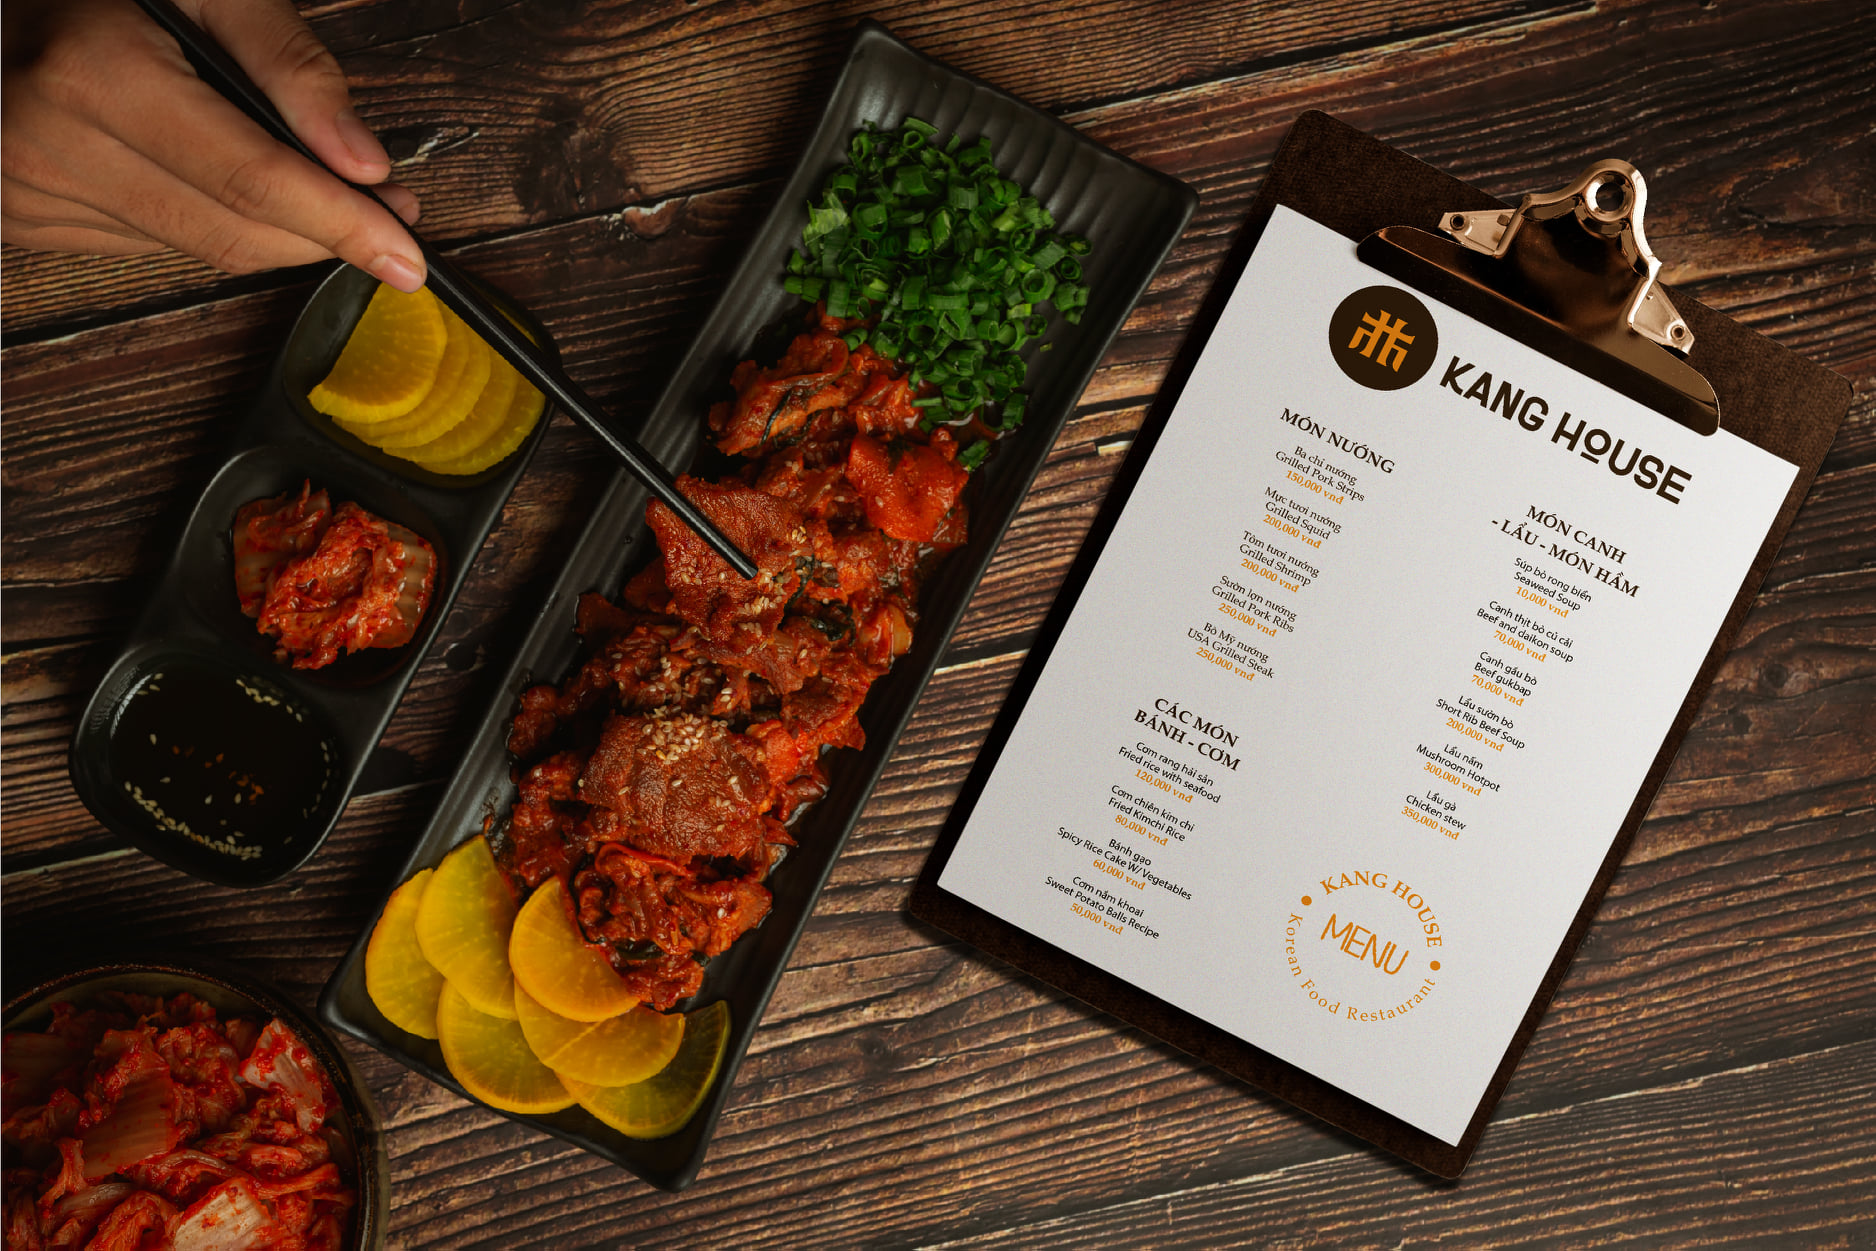 KANG HOUSE
MÓN NƯỚNG
Ba chỉ nướng
Grilled Pork Strips
150,000 vnđ
Mực tươi nướng
Grilled Squid
200,000 vnđ
Tôm tươi nướng
Grilled Shrimp
200,000 vnđ
Sườn lợn nướng
Grilled Pork Ribs
250,000 vnđ
Bò Mỹ nướng
USA Grilled Steak
250,000 vnđ
CÁC MÓN
BÁNH - CƠM
Cơm rang hải sản
Fried rice with seafood
120,000 vnđ
Cơm chiên kim chi
Fried Kimchi Rice
80,000 vnđ
Bánh gạo
Spicy Rice Cake W/Vegetables
60,000 vnđ
Cơm nắm khoai
Sweet Potato Balls Recipe
50,000 vnđ
MÓN CANH
- LẨU - MÓN HẦM
Súp bò rong biển
Seaweed Soup
10,000 vnđ
Canh thịt bò củ cải
Beef and daikon soup
70,000 vnđ
Canh gầu bò
Beef gukbap
70,000 vnđ
Lẩu sườn bò
Short Rib Beef Soup
200,000 vnđ
Lẩu nấm
Mushroom Hotpot
300,000 vnđ
Lẩu gà
Chicken stew
350,000 vnđ
KANG HOUSE
MENU
Korean Food Restaurant